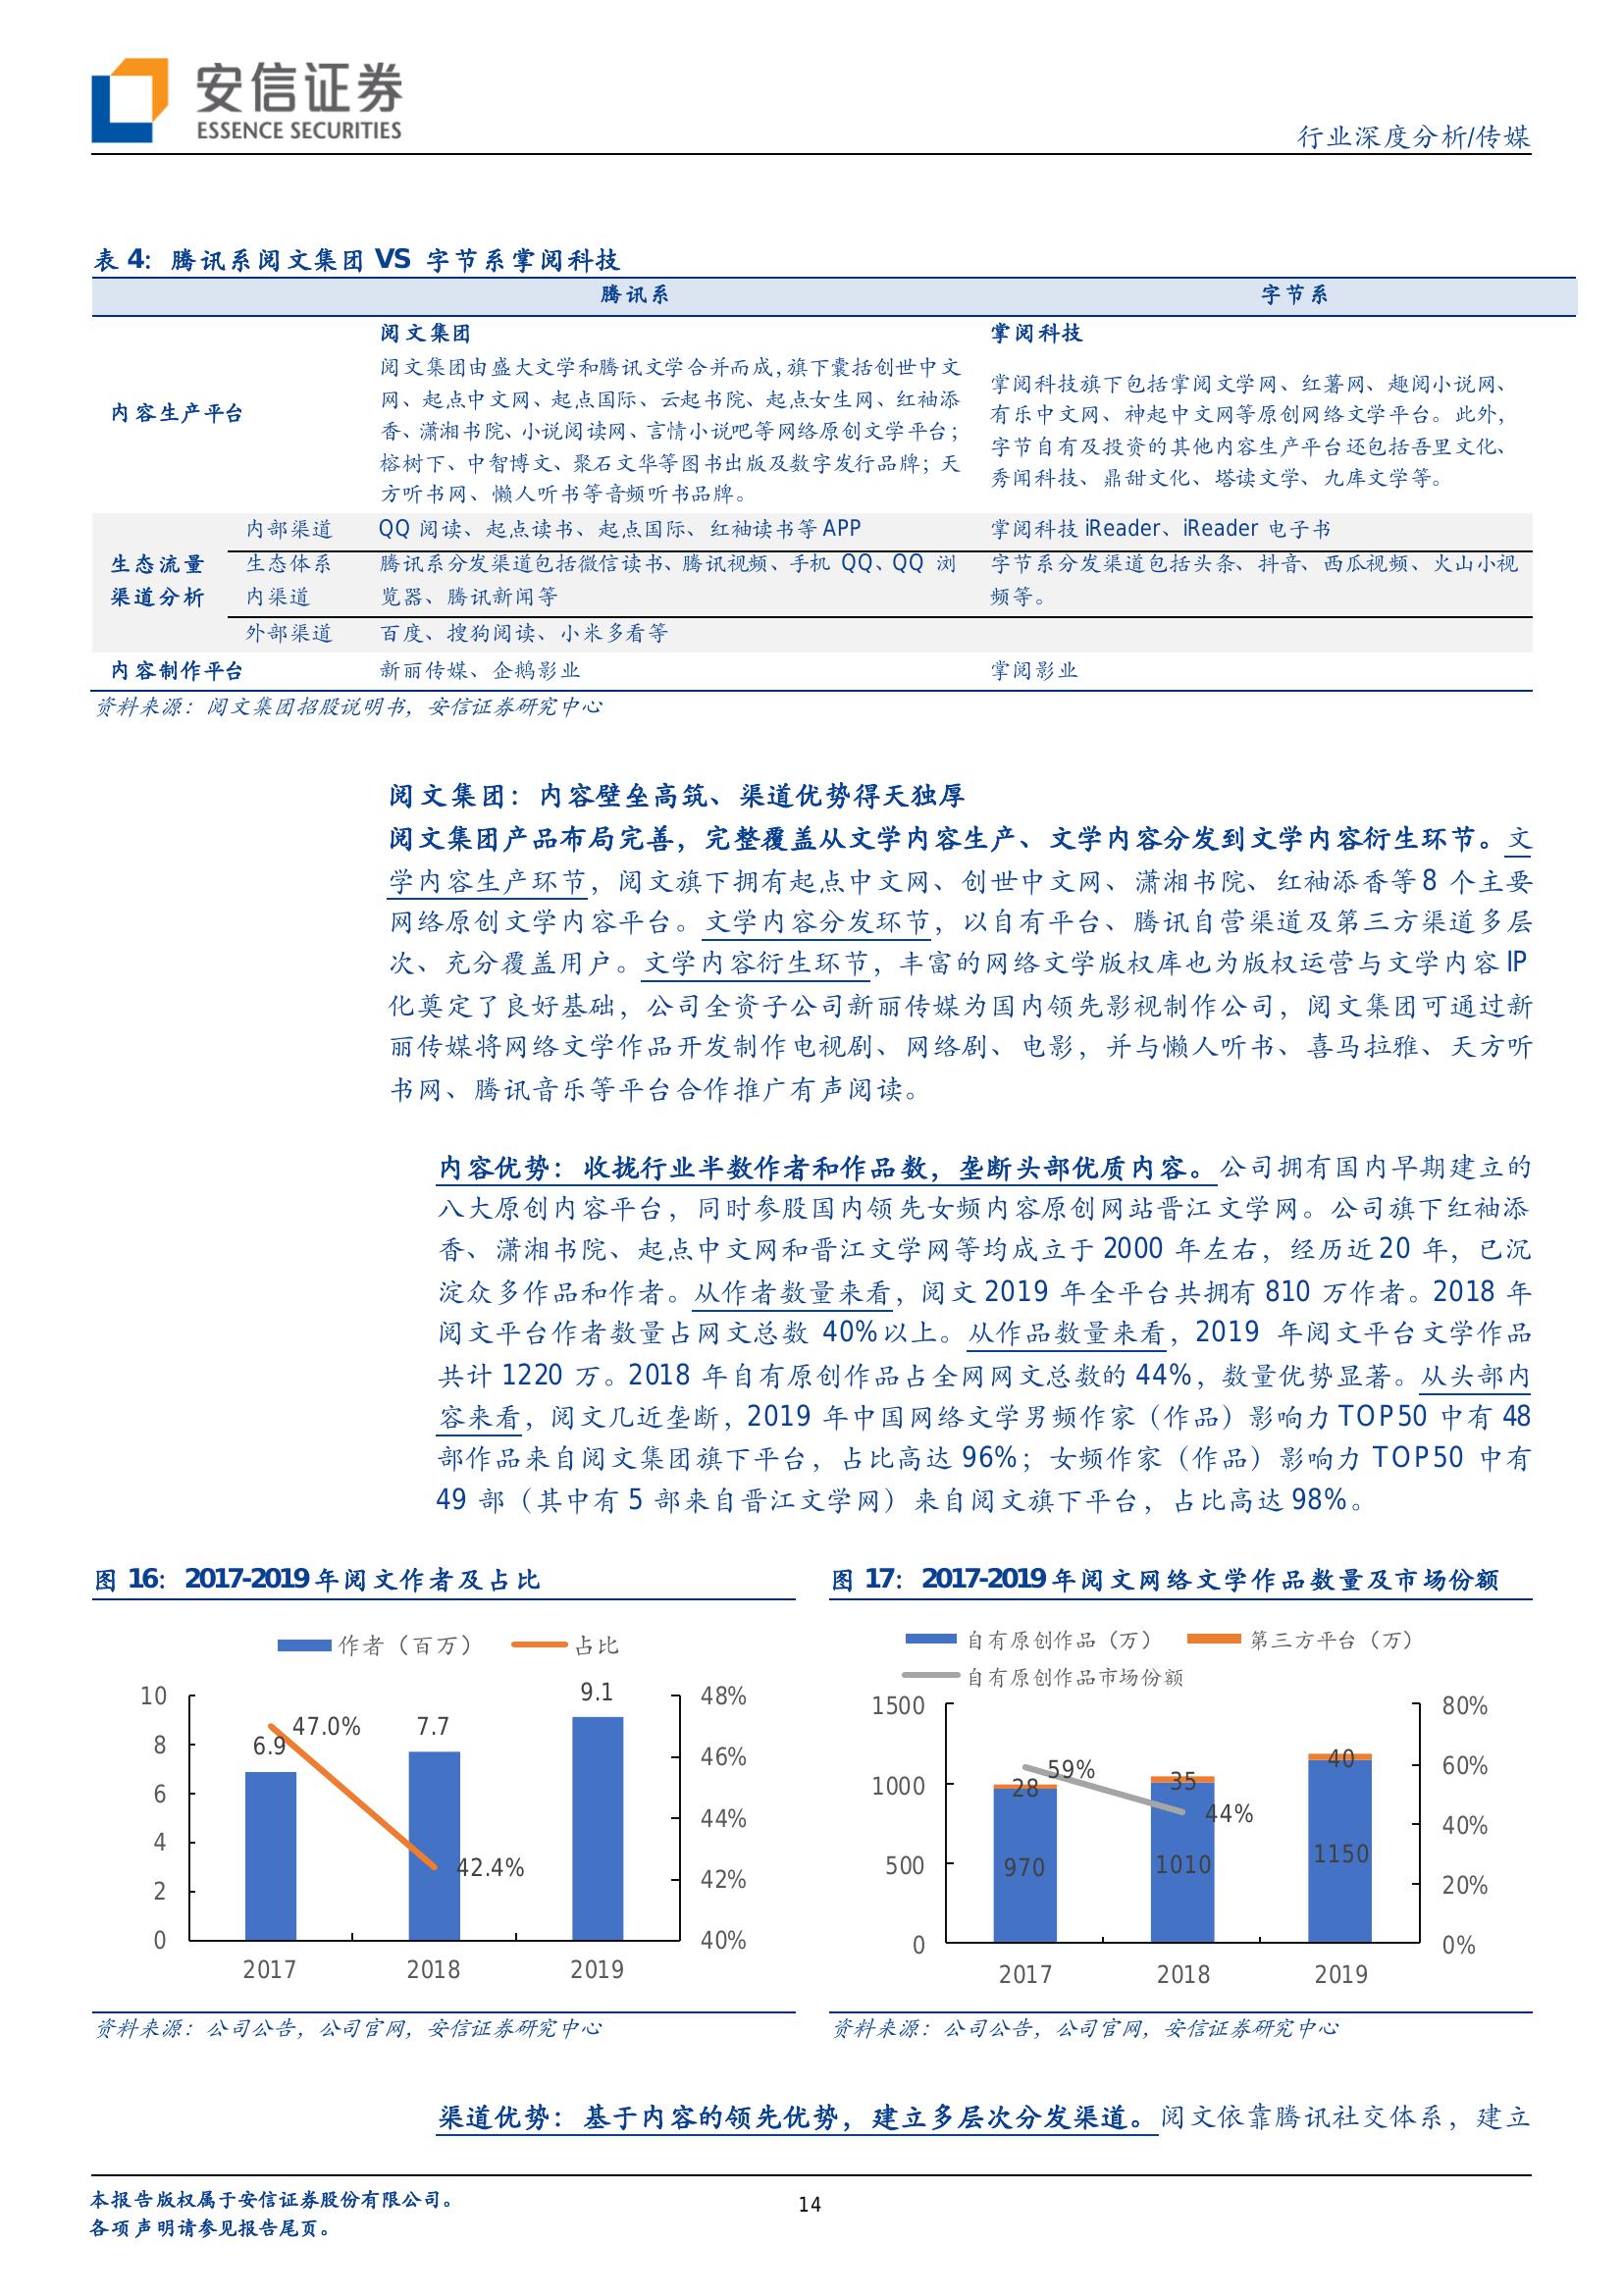 安信证券
ESSENCE SECURITIES
行业深度分析/传媒
表 4：腾讯系阅文集团 VS 字节系掌阅科技
腾讯系 字节系
阅文集团 掌阅科技
内容生产平台
阅文集团由盛大文学和腾讯文学合并而成，旗下囊括创世中文
网、起点中文网、起点国际、云起书院、起点女生网、红袖添
香、潇湘书院、小说阅读网、言情小说吧等网络原创文学平台；
榕树下、中智博文、聚石文华等图书出版及数字发行品牌；天
方听书网、懒人听书等音频听书品牌。
掌阅科技旗下包括掌阅文学网、红薯网、趣阅小说网、
有乐中文网、神起中文网等原创网络文学平台。此外，
字节自有及投资的其他内容生产平台还包括吾里文化、
秀闻科技、鼎甜文化、塔读文学、九库文学等。
生态流量
渠道分析
内部渠道 QQ 阅读、起点读书、起点国际、红袖读书等 APP 掌阅科技 iReader、iReader 电子书
生态体系 腾讯系分发渠道包括微信读书、腾讯视频、手机 QQ、QQ 浏 字节系分发渠道包括头条、抖音、西瓜视频、火山小视
内渠道 览器、腾讯新闻等 频等。
外部渠道 百度、搜狗阅读、小米多看等
内容制作平台 新丽传媒、企鹅影业 掌阅影业
资料来源：阅文集团招股说明书，安信证券研究中心
阅文集团：内容壁垒高筑、渠道优势得天独厚
阅文集团产品布局完善，完整覆盖从文学内容生产、文学内容分发到文学内容衍生环节。文
学内容生产环节，阅文旗下拥有起点中文网、创世中文网、潇湘书院、红袖添香等 8 个主要
网络原创文学内容平台。文学内容分发环节，以自有平台、腾讯自营渠道及第三方渠道多层
次、充分覆盖用户。文学内容衍生环节，丰富的网络文学版权库也为版权运营与文学内容 IP
化奠定了良好基础，公司全资子公司新丽传媒为国内领先影视制作公司，阅文集团可通过新
丽传媒将网络文学作品开发制作电视剧、网络剧、电影，并与懒人听书、喜马拉雅、天方听
书网、腾讯音乐等平台合作推广有声阅读。
内容优势：收拢行业半数作者和作品数，垄断头部优质内容。公司拥有国内早期建立的
八大原创内容平台，同时参股国内领先女频内容原创网站晋江文学网。公司旗下红袖添
香、潇湘书院、起点中文网和晋江文学网等均成立于 2000 年左右，经历近 20 年，已沉
淀众多作品和作者。从作者数量来看，阅文 2019 年全平台共拥有 810 万作者。2018 年
阅文平台作者数量占网文总数 40%以上。从作品数量来看，2019 年阅文平台文学作品
共计 1220 万。2018 年自有原创作品占全网网文总数的 44%，数量优势显著。从头部内
容来看，阅文几近垄断，2019 年中国网络文学男频作家（作品）影响力 TOP50 中有 48
部作品来自阅文集团旗下平台，占比高达 96%；女频作家（作品）影响力 TOP50 中有
49 部（其中有 5 部来自晋江文学网）来自阅文旗下平台，占比高达 98%。
图 16：2017-2019 年阅文作者及占比
作者（百万） 占比
10
8
6
4
2
0
6.9
47.0%
7.7
42.4%
9.1
48%
46%
44%
42%
40%
2017 2018 2019
资料来源：公司公告，公司官网，安信证券研究中心
图 17：2017-2019 年阅文网络文学作品数量及市场份额
自有原创作品（万） 第三方平台（万）
自有原创作品市场份额
1500
1000
500
0
28
59%
970
35
44%
1010
40
1150
80%
60%
40%
20%
0%
2017 2018 2019
资料来源：公司公告，公司官网，安信证券研究中心
渠道优势：基于内容的领先优势，建立多层次分发渠道。阅文依靠腾讯社交体系，建立
本报告版权属于安信证券股份有限公司。
各项声明请参见报告尾页。
14